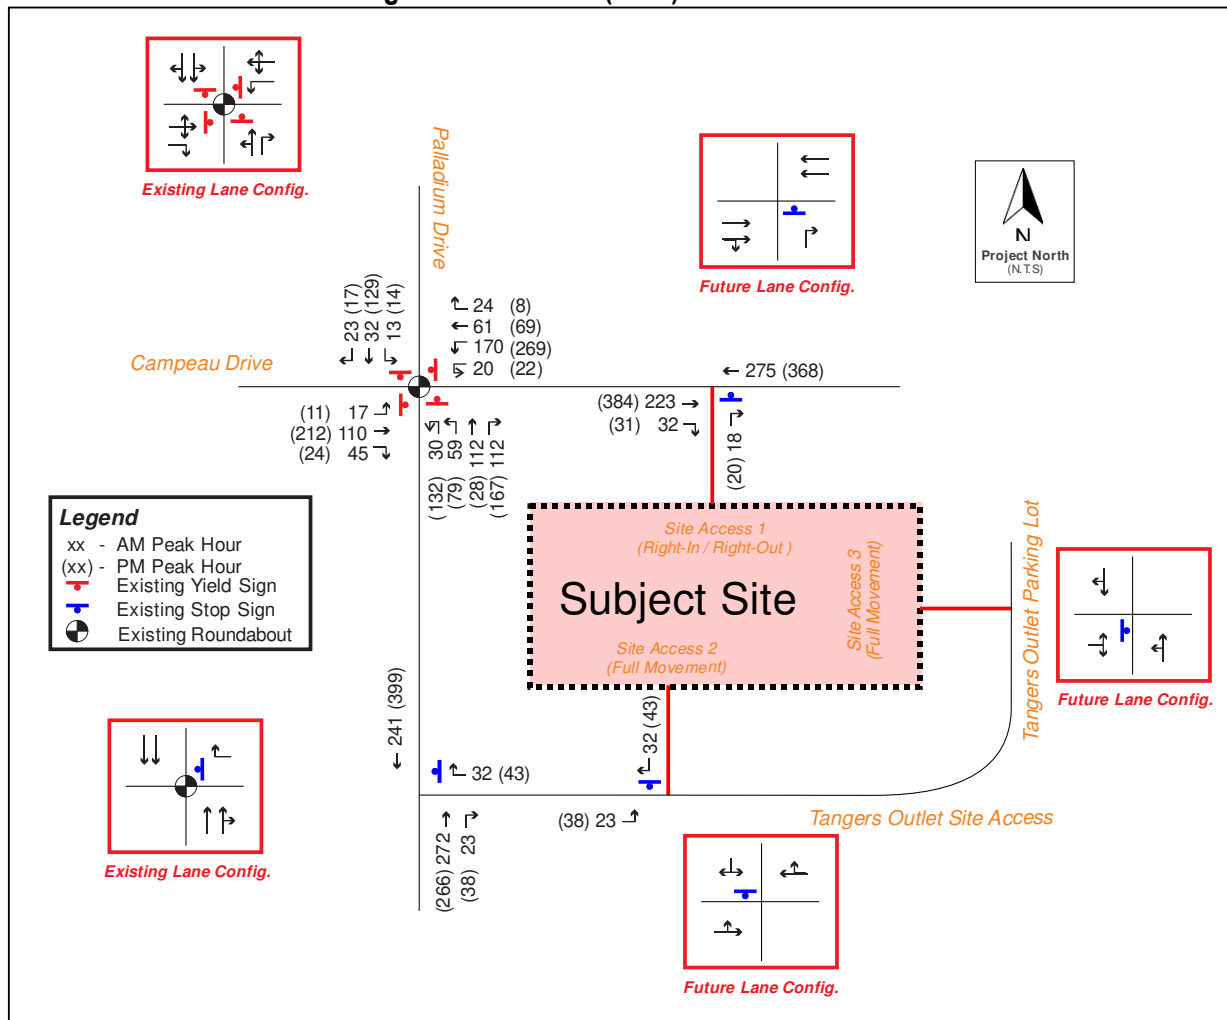 Existing Lane Config.
Palladium Drive
Future Lane Config.
N
Project North
(N.T.S)
Campeau Drive
23 (17)
32 (129)
13 (14)
24 (8)
61 (69)
170 (269)
20 (22)
(11) 17
(212) 110
(24) 45
(132) 30
(79) 59
(28) 112
(167) 112
275 (368)
(384) 223
(31) 32
(20) 18
Legend
xx - AM Peak Hour
(xx) - PM Peak Hour
Existing Yield Sign
Existing Stop Sign
Existing Roundabout
Site Access 1
(Right-In / Right-Out )
Subject Site
Site Access 2
(Full Movement)
Site Access 3
(Full Movement)
Tangers Outlet Parking Lot
Future Lane Config.
241 (399)
32 (43)
32 (43)
(38) 23
(266) 272
(38) 23
Tangers Outlet Site Access
Existing Lane Config.
Future Lane Config.